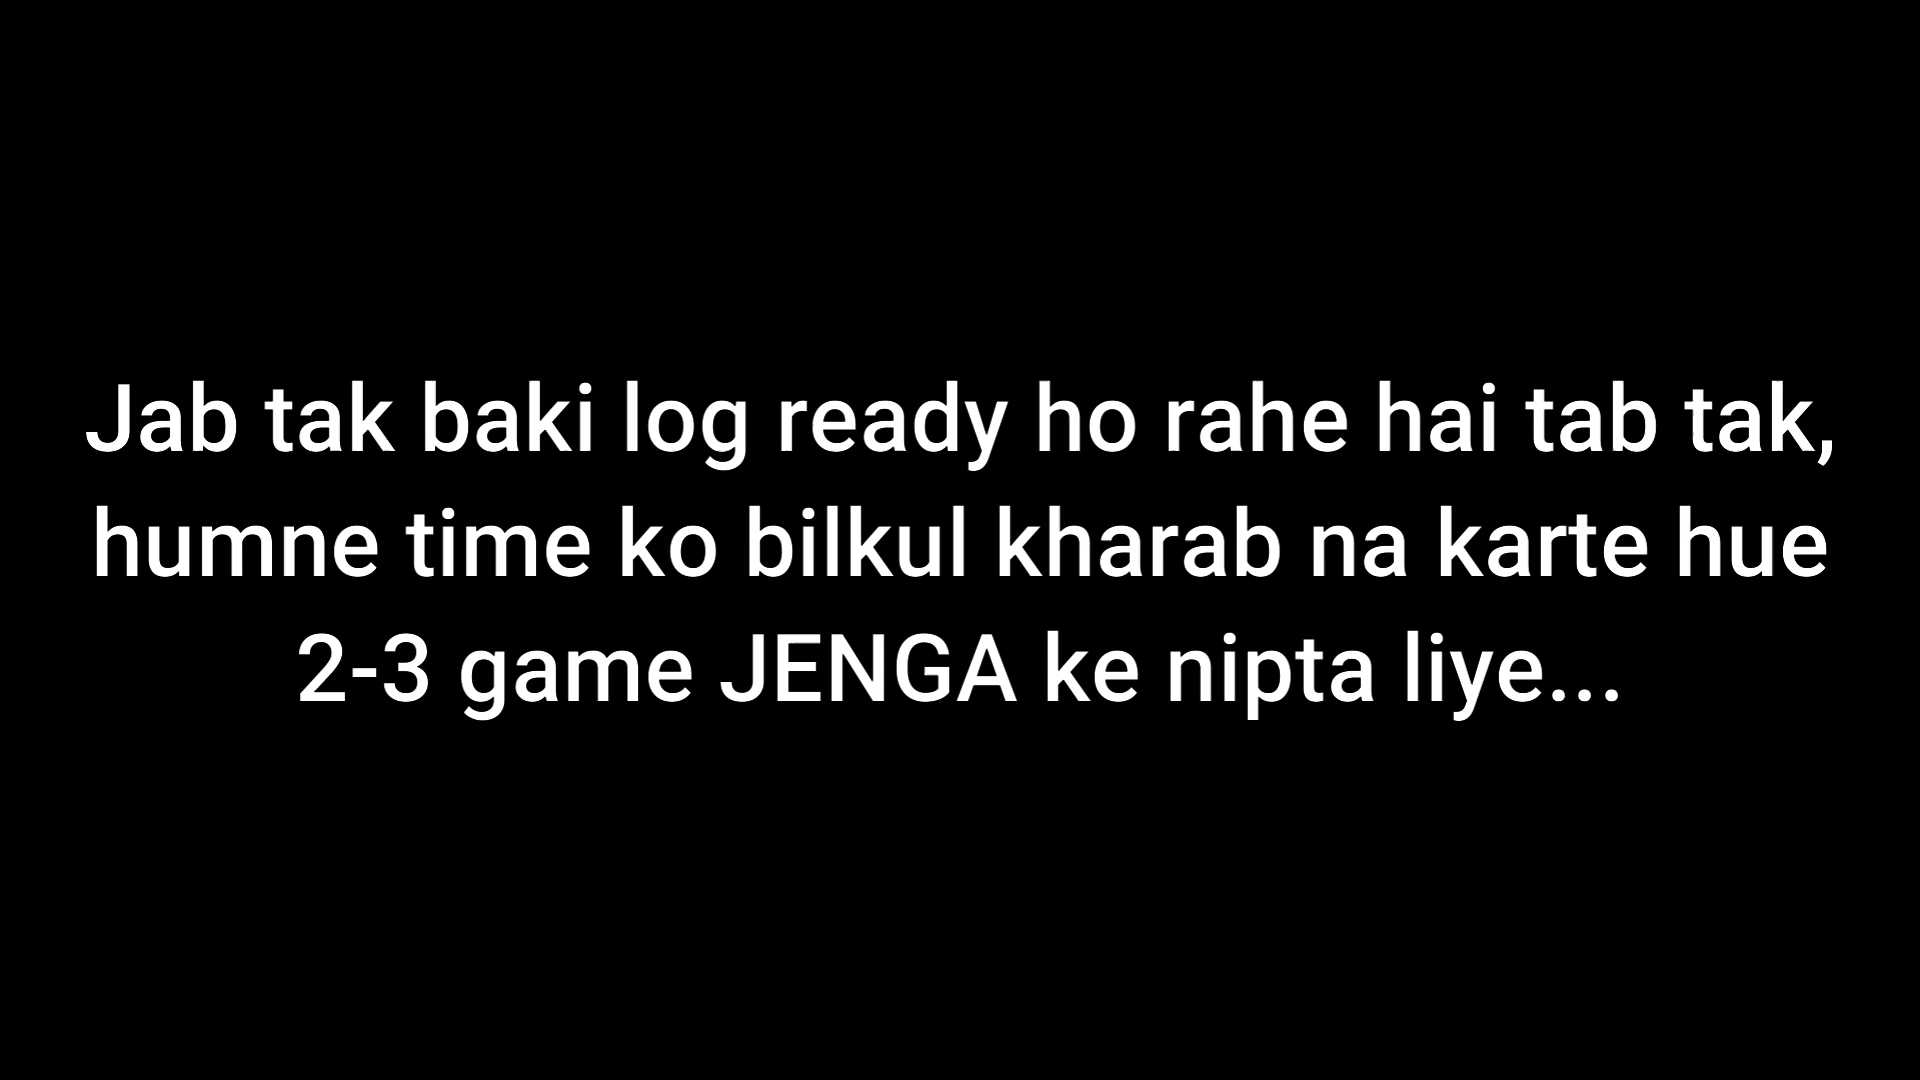 Jab tak baki log ready ho rahe hai tab tak,
humne time ko bilkul kharab na karte hue
2-3 game JENGA ke nipta liye...